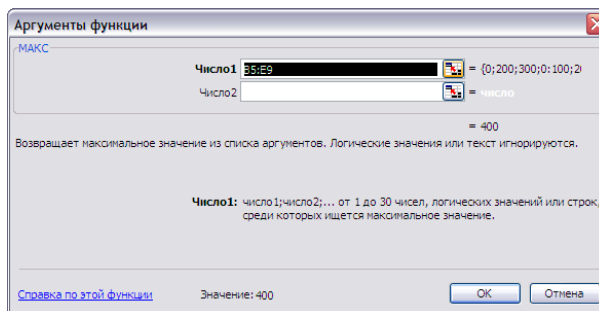 Аргументы функции
МАКС
Число1 B5:E9 = {0;200;300;0:100;20
Число2 = число
= 400
Возвращает максимальное значение из списка аргументов. Логические значения или текст игнорируются.
Число1: число1;число2;... от 1 до 30 чисел, логических значений или строк,
среди которых ищется максимальное значение.
Справка по этой функции Значение: 400 ОК Отмена